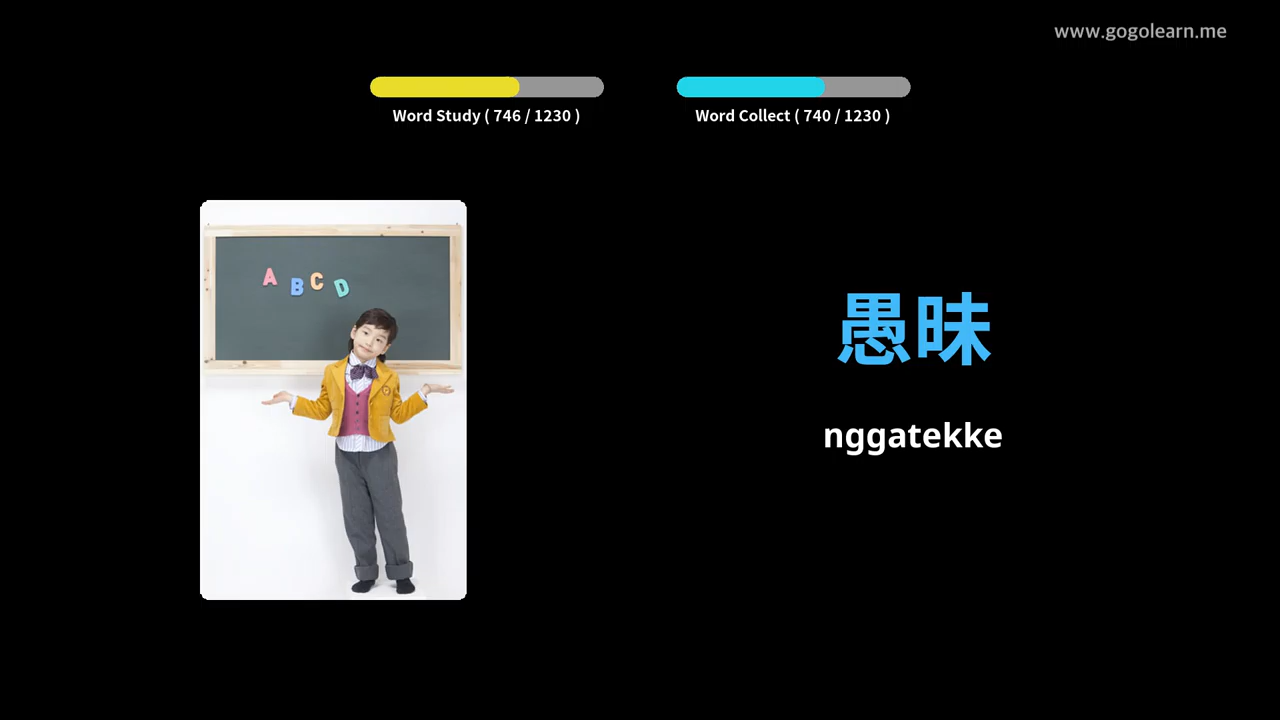 www.gogolearn.me
Word Study ( 746 / 1230 )
Word Collect ( 740 / 1230 )
A B C D
愚昧
nggatekke